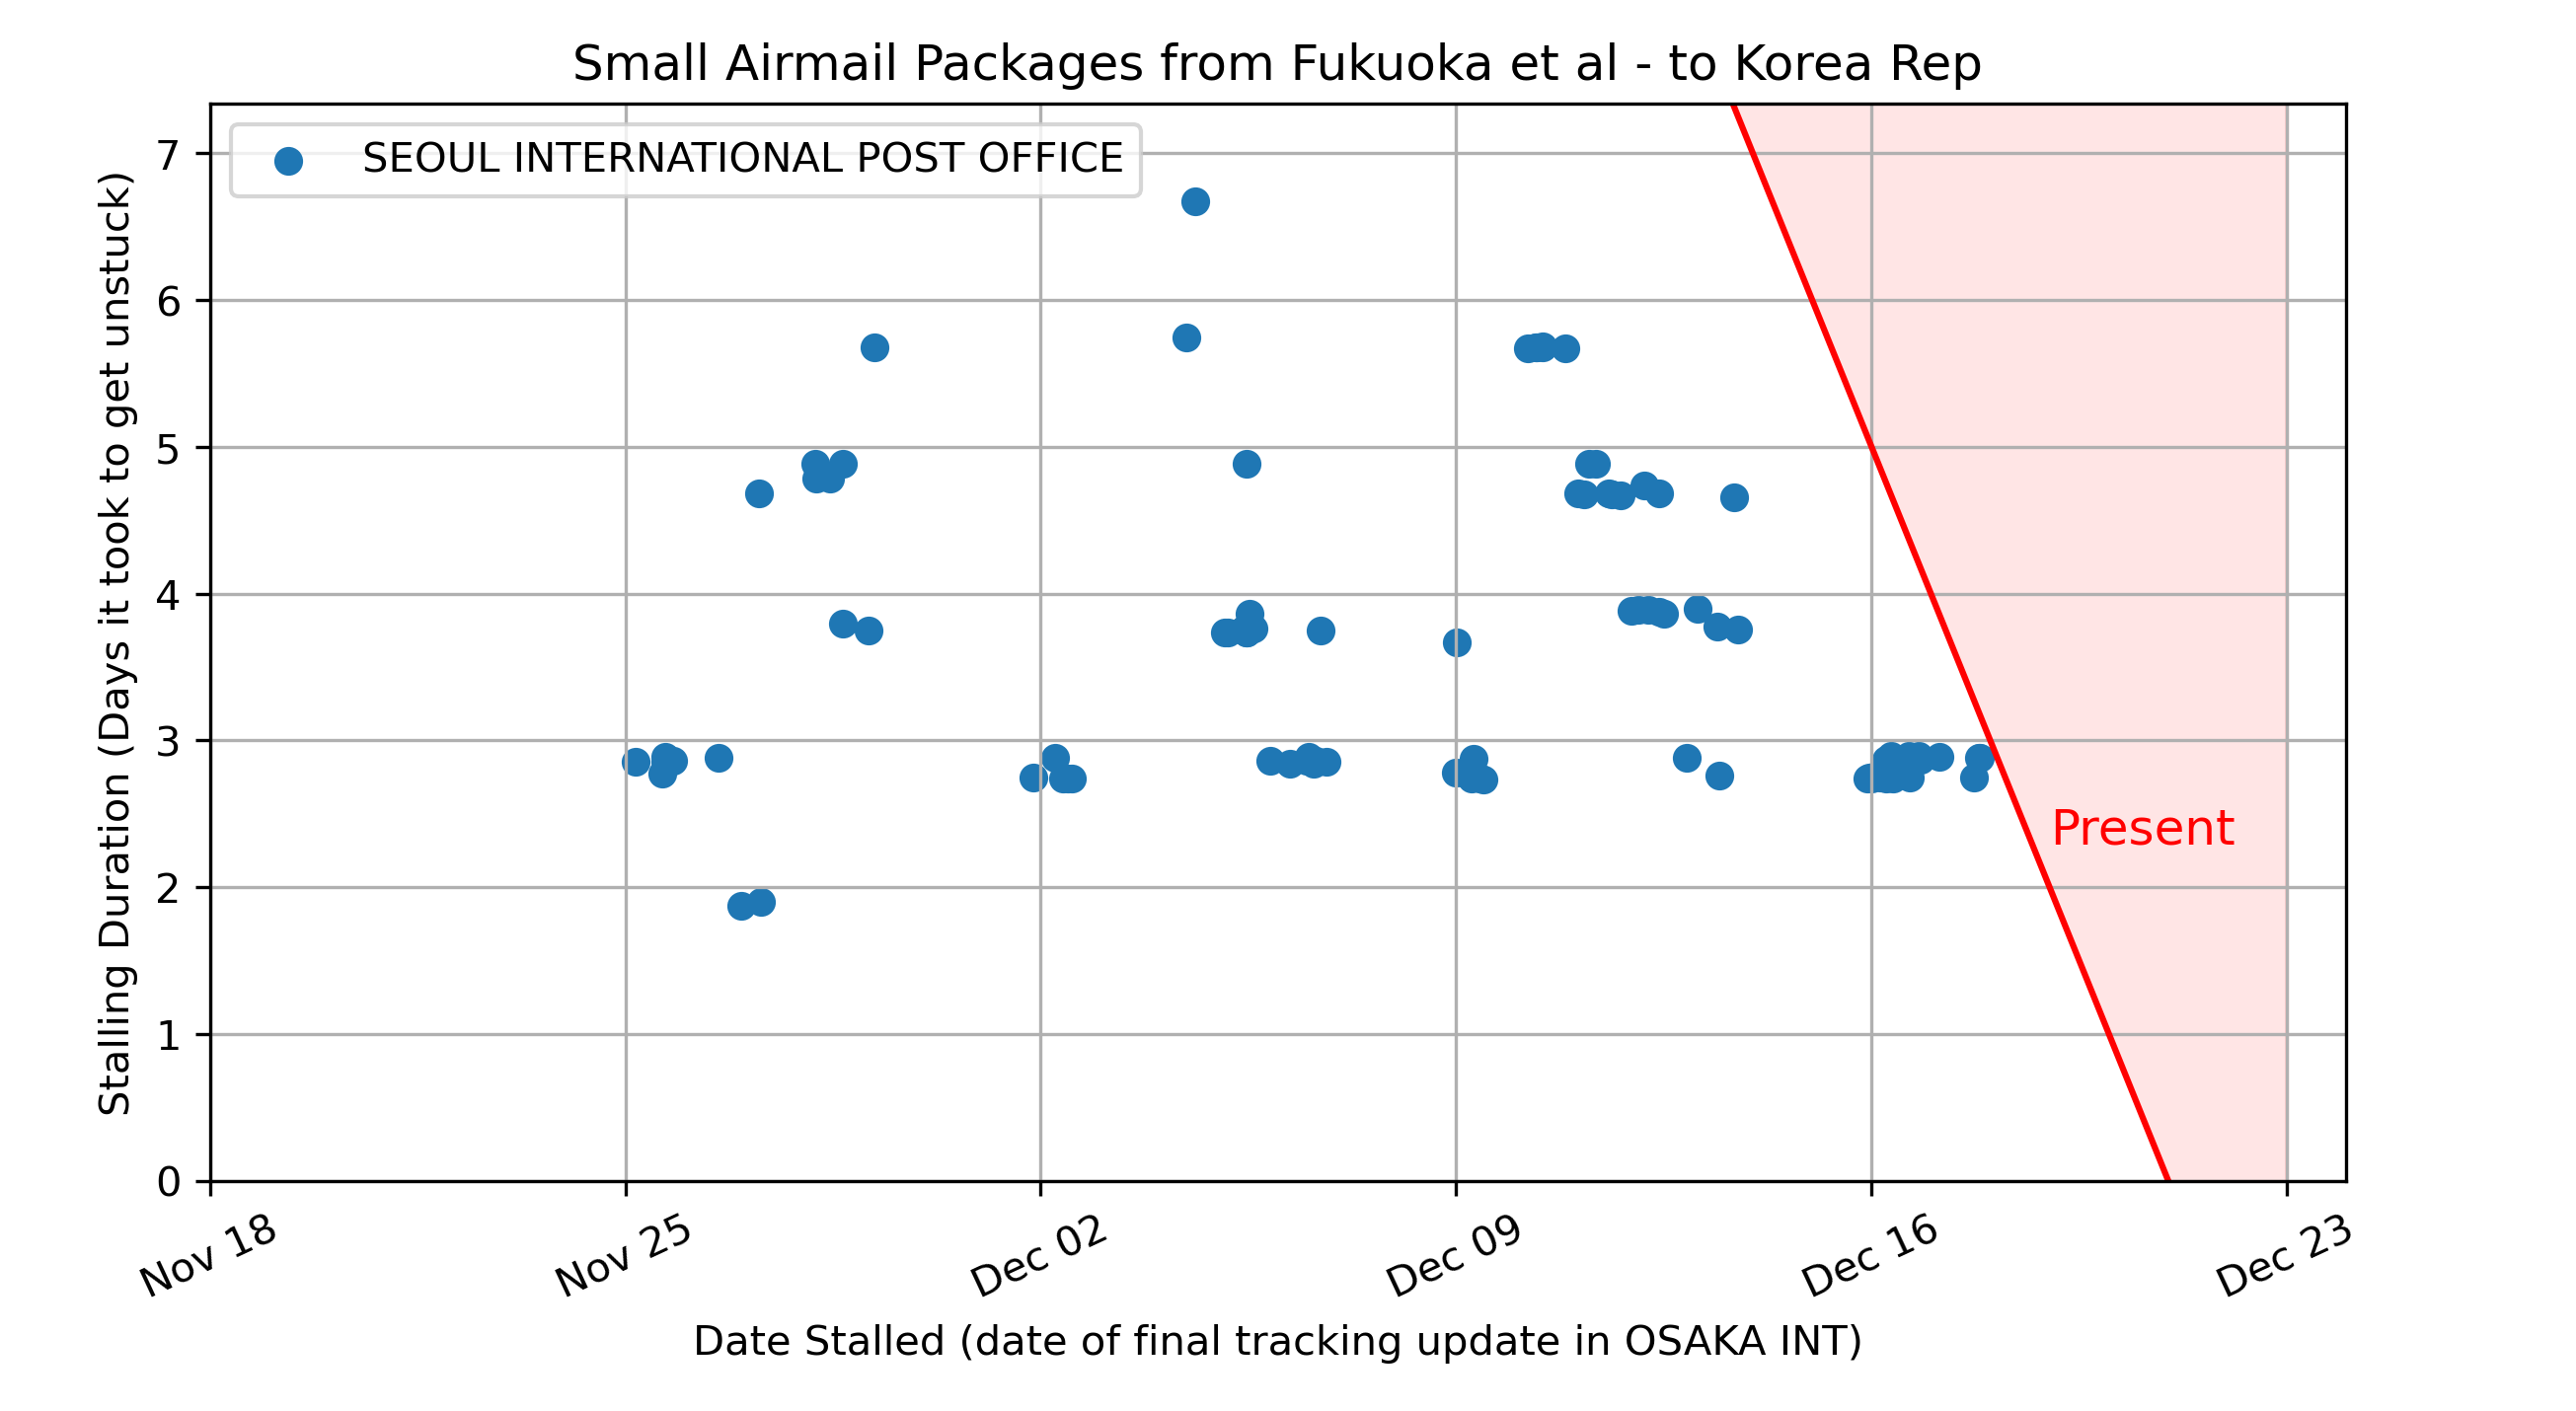 Small Airmail Packages from Fukuoka et al - to Korea Rep
SEOUL INTERNATIONAL POST OFFICE
Stalling Duration (Days it took to get unstuck)
7
6
5
4
3
2
1
0
Present
Nov 18
Nov 25
Dec 02
Dec 09
Dec 16
Dec 23
Date Stalled (date of final tracking update in OSAKA INT)